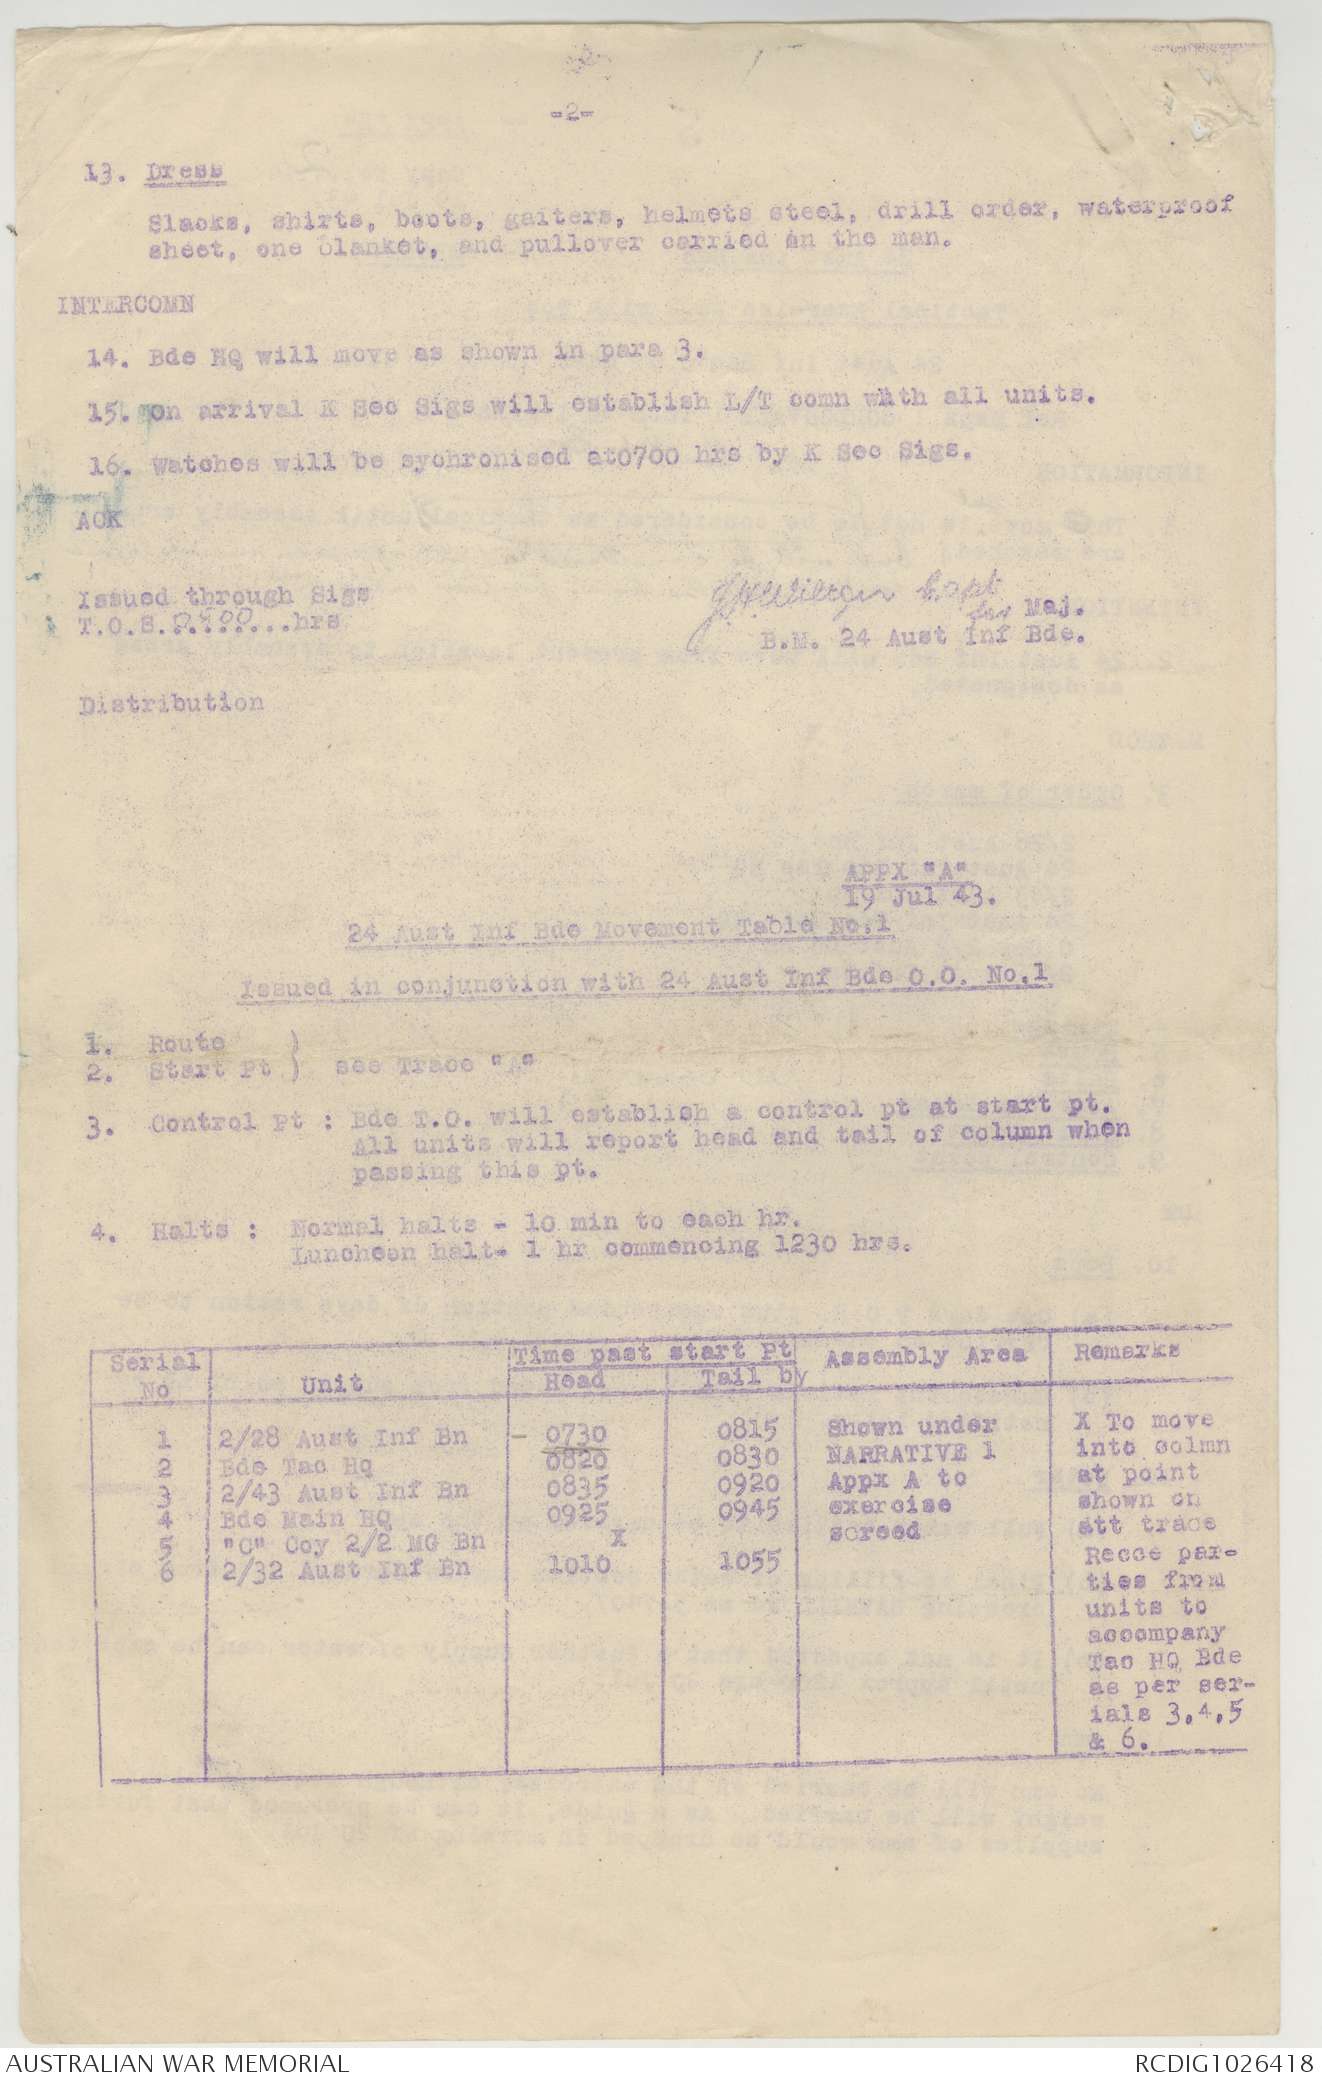 -2-
13. Dress
Slacks, shirts, boots, gaiters, helmets steel, drill order, waterproof
sheet, one blanket, and pullover carried on the man.
INTERCOMN
14. Bde HQ will move as shown in para 3.
15. On arrival K Sec Sigs will establish L/T comn with all units.
16. Watches will be sychronised at0700 hrs by K Sec Sigs.
ACK
Issued through Sigs
T.O.S..0900...hrs
Capt
for Maj.
B.M. 24 Aust Inf Bde.
Distribution
APPX "A"
19 Jul 43.
24 Aust Inf Bde Movement Table No.1
Issued in conjunction with 24 Aust Inf Bde O.O. No.1
1. Route )
2. Start Pt ) see Trace "A"
3. Control Pt : Bde T.O. will establish a control pt at start pt.
All units will report head and tail of column when
passing this pt.
4. Halts : Normal halts - 10 min to each hr.
Luncheon halt- 1 hr commencing 1230 hrs.
Serial No | Unit | Time past start Pt Head | Tail by | Assembly Area | Remarks
1 2/28 Aust Inf Bn - 0730 0815 Shown under X To move
2 Bde Tac HQ 0820 0830 NARRATIVE 1 into colmn
3 2/43 Aust Inf Bn 0835 0920 Appx A to at point
4 Bde Main HQ 0925 0945 exercise shown on
5 "C" Coy 2/2 MG Bn X screed att trace
6 2/32 Aust Inf Bn 1010 1055 Recce par-
ties from
units to
accompany
Tac HQ Bde
as per ser-
ials 3,4,5
& 6.
AUSTRALIAN WAR MEMORIAL
RCDIG1026418